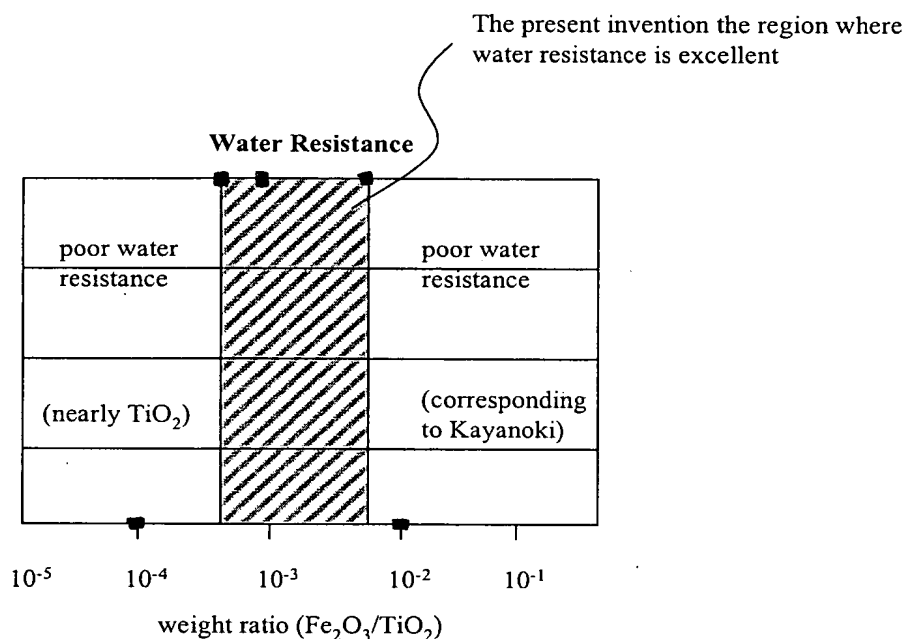 The present invention the region where
water resistance is excellent
Water Resistance
poor water
resistance
poor water
resistance
(nearly TiO₂)
(corresponding
to Kayanoki)
10⁻⁵ 10⁻⁴ 10⁻³ 10⁻² 10⁻¹
weight ratio (Fe₂O₃/TiO₂)